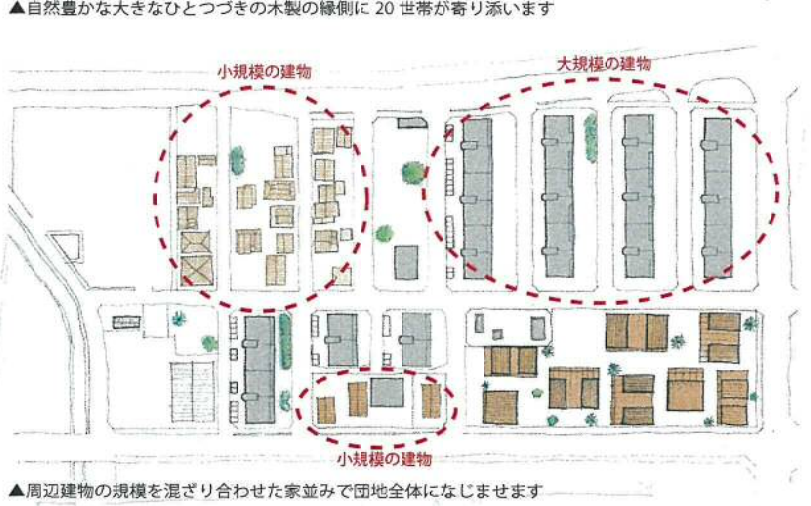 ▲自然豊かな大きなひとつづきの木製の縁側に 20 世帯が寄り添います
小規模の建物
大規模の建物
小規模の建物
▲周辺建物の規模を混ざり合わせた家並みで団地全体になじませます